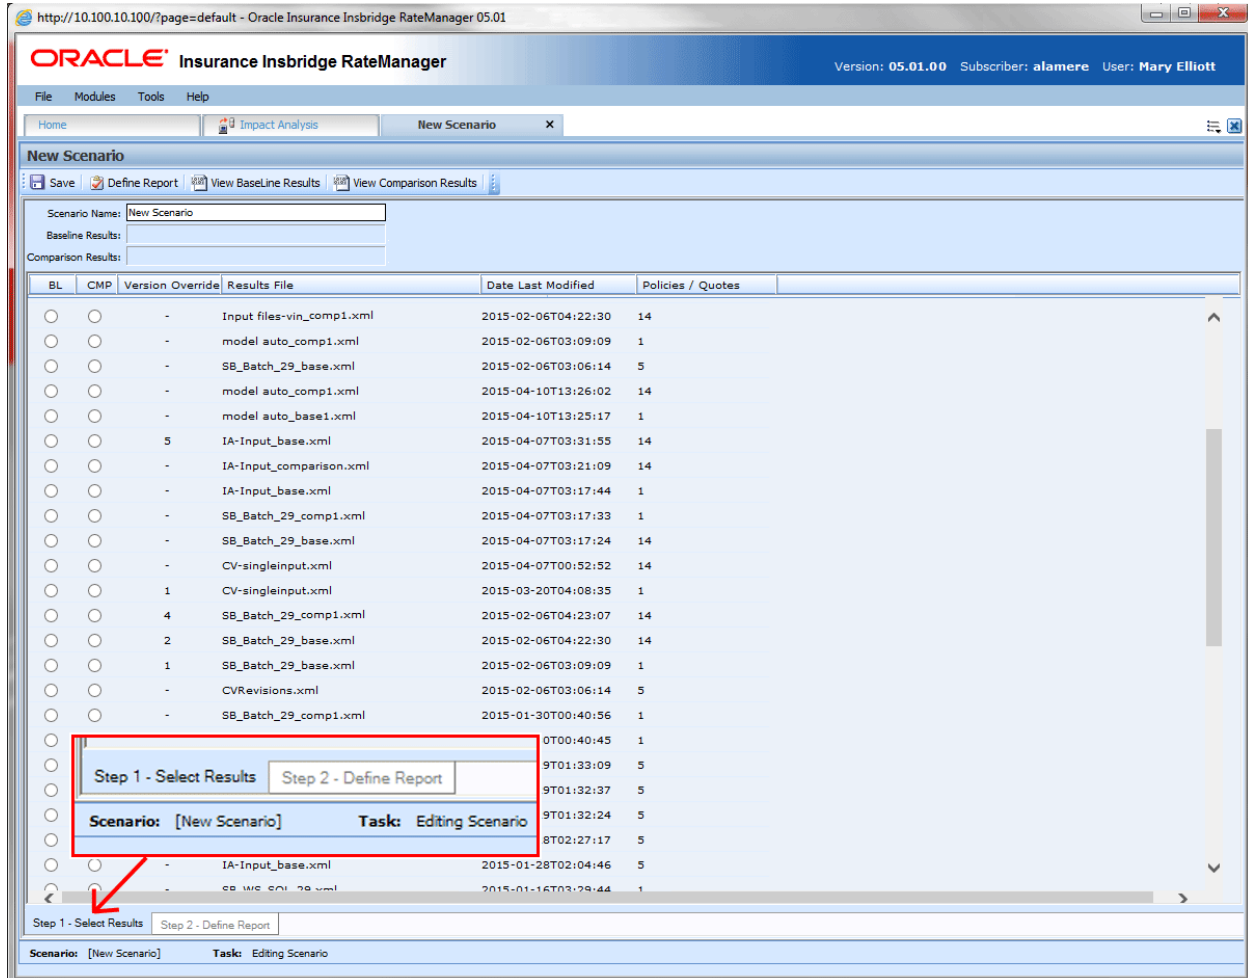 http://10.100.10.100/?page=default - Oracle Insurance Insbridge RateManager 05.01
ORACLE Insurance Insbridge RateManager Version: 05.01.00 Subscriber: alamere User: Mary Elliott
File Modules Tools Help
Home Impact Analysis New Scenario x
New Scenario
Save Define Report View BaseLine Results View Comparison Results
Scenario Name: New Scenario
Baseline Results:
Comparison Results:
BL CMP Version Override Results File Date Last Modified Policies / Quotes
- Input files-vin_comp1.xml 2015-02-06T04:22:30 14
- model auto_comp1.xml 2015-02-06T03:09:09 1
- SB_Batch_29_base.xml 2015-02-06T03:06:14 5
- model auto_comp1.xml 2015-04-10T13:26:02 14
- model auto_base1.xml 2015-04-10T13:25:17 1
5 IA-Input_base.xml 2015-04-07T03:31:55 14
- IA-Input_comparison.xml 2015-04-07T03:21:09 14
- IA-Input_base.xml 2015-04-07T03:17:44 1
- SB_Batch_29_comp1.xml 2015-04-07T03:17:33 1
- SB_Batch_29_base.xml 2015-04-07T03:17:24 14
- CV-singleinput.xml 2015-04-07T00:52:52 14
1 CV-singleinput.xml 2015-03-20T04:08:35 1
4 SB_Batch_29_comp1.xml 2015-02-06T04:23:07 14
2 SB_Batch_29_base.xml 2015-02-06T04:22:30 14
1 SB_Batch_29_base.xml 2015-02-06T03:09:09 1
- CVRevisions.xml 2015-02-06T03:06:14 5
- SB_Batch_29_comp1.xml 2015-01-30T00:40:56 1
0T00:40:45 1
9T01:33:09 5
Step 1 - Select Results Step 2 - Define Report
9T01:32:37 5
Scenario: [New Scenario] Task: Editing Scenario
9T01:32:24 5
8T02:27:17 5
- IA-Input_base.xml 2015-01-28T02:04:46 5
- SB_WS_SQL_29.xml 2015-01-16T03:29:44 1
Step 1 - Select Results Step 2 - Define Report
Scenario: [New Scenario] Task: Editing Scenario